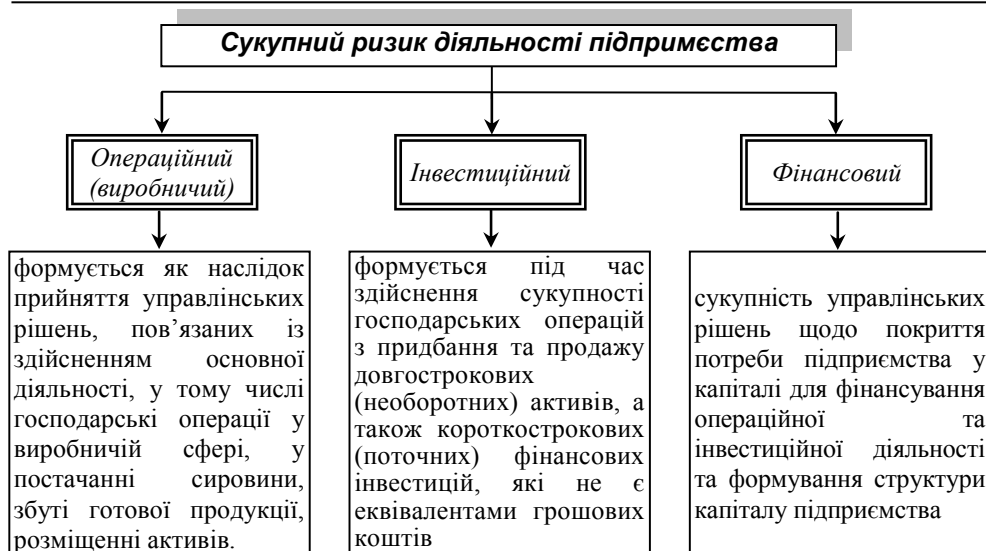 Сукупний ризик діяльності підпримєства
Операційний
(виробничий)
Інвестиційний
Фінансовий
формується як наслідок
прийняття управлінських
рішень, пов’язаних із
здійсненням основної
діяльності, у тому числі
господарські операції у
виробничій сфері, у
постачанні сировини,
збуті готової продукції,
розміщенні активів.
формується під час
здійснення сукупності
господарських операцій
з придбання та продажу
довгострокових
(необоротних) активів, а
також короткострокових
(поточних) фінансових
інвестицій, які не є
еквівалентами грошових
коштів
сукупність управлінських
рішень щодо покриття
потреби підприємства у
капіталі для фінансування
операційної та
інвестиційної діяльності
та формування структури
капіталу підприємства